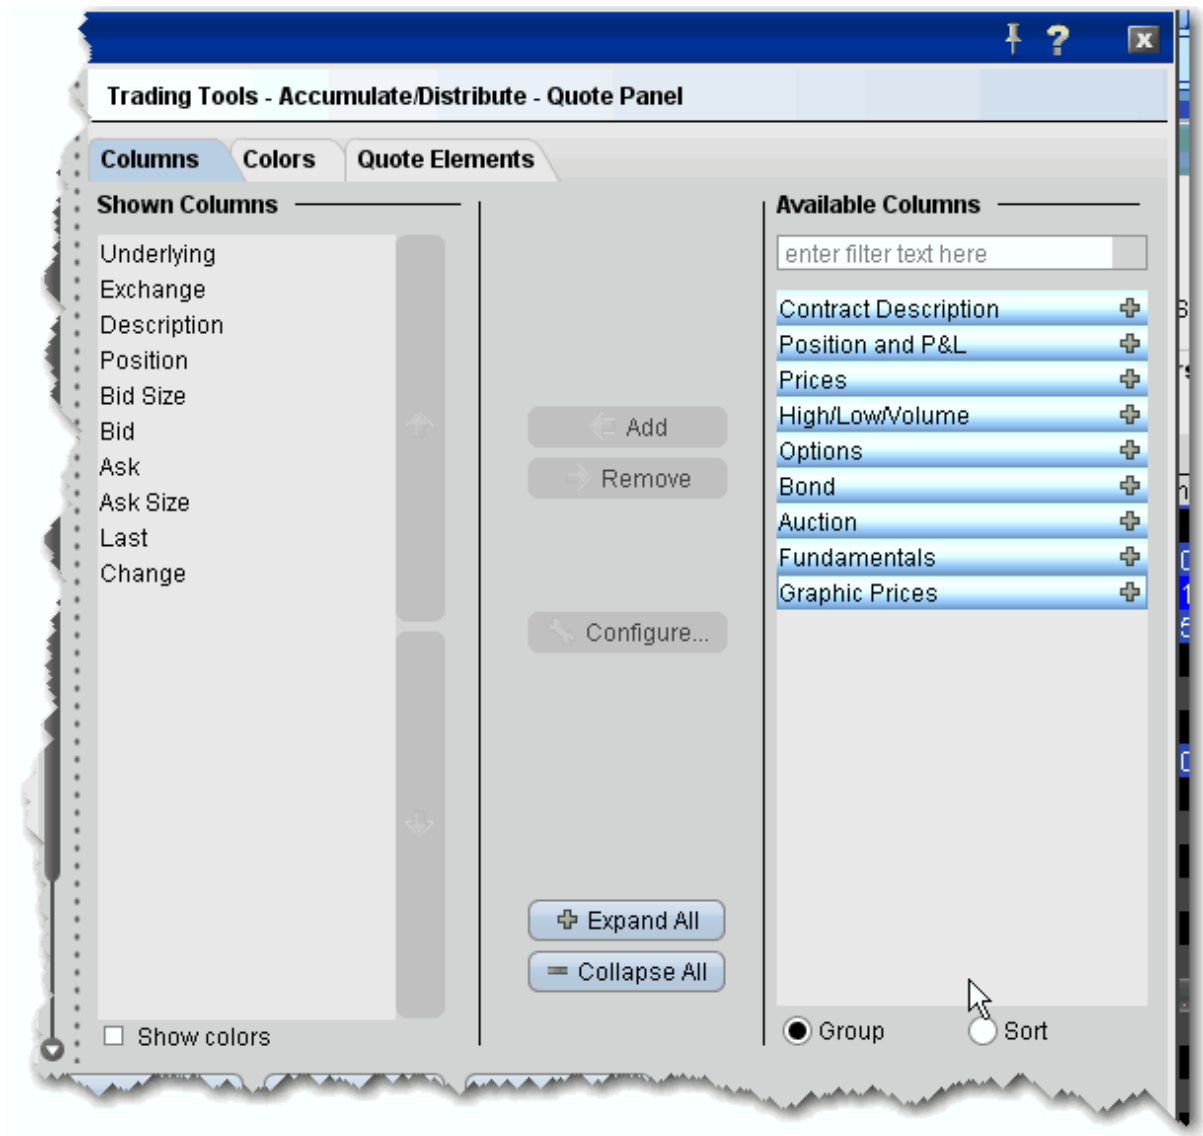 ?
x
Trading Tools - Accumulate/Distribute - Quote Panel
Columns Colors Quote Elements
Shown Columns
Underlying
Exchange
Description
Position
Bid Size
Bid
Ask
Ask Size
Last
Change
Show colors
Add
Remove
Configure...
Expand All
Collapse All
Available Columns
enter filter text here
Contract Description
Position and P&L
Prices
High/Low/Volume
Options
Bond
Auction
Fundamentals
Graphic Prices
Group Sort